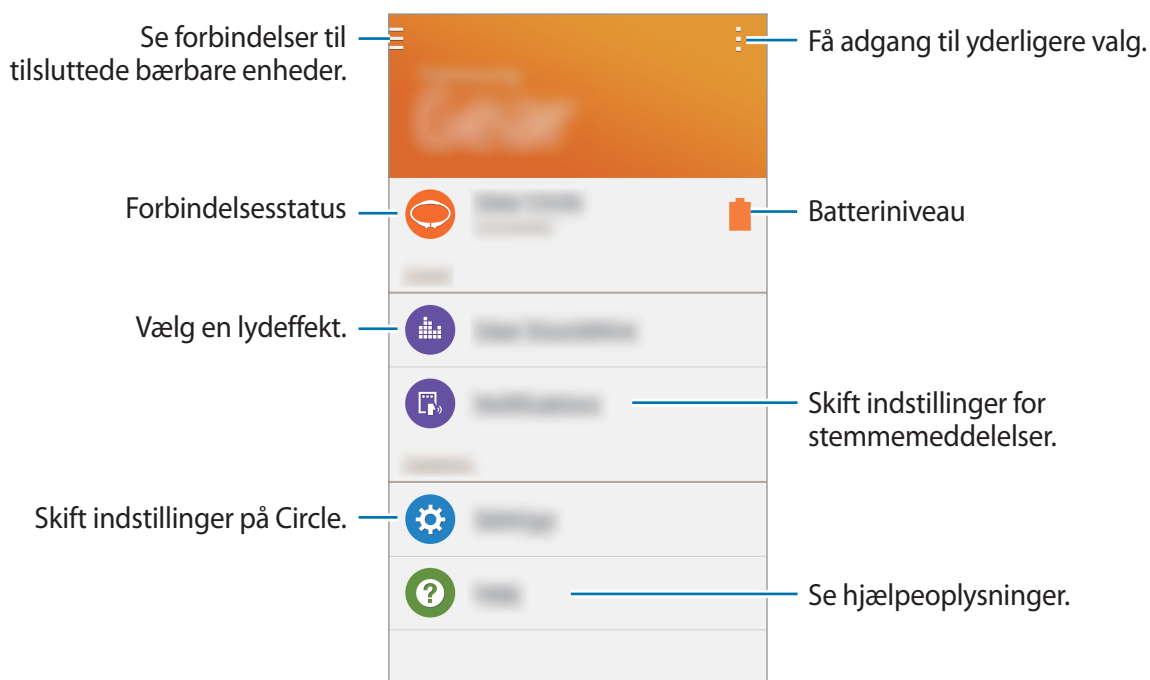 Se forbindelser til
tilsluttede bærbare enheder.
Få adgang til yderligere valg.
Gear
Forbindelsesstatus
Batteriniveau
Vælg en lydeffekt.
Skift indstillinger for
stemmemeddelelser.
Skift indstillinger på Circle.
Se hjælpeoplysninger.